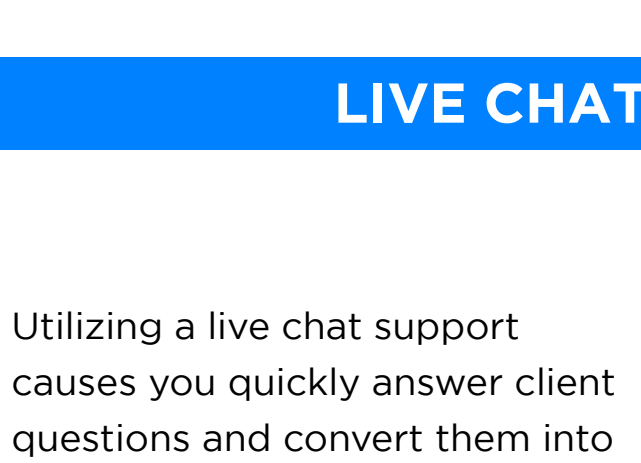 LIVE CHAT
Utilizing a live chat support
causes you quickly answer client
questions and convert them into